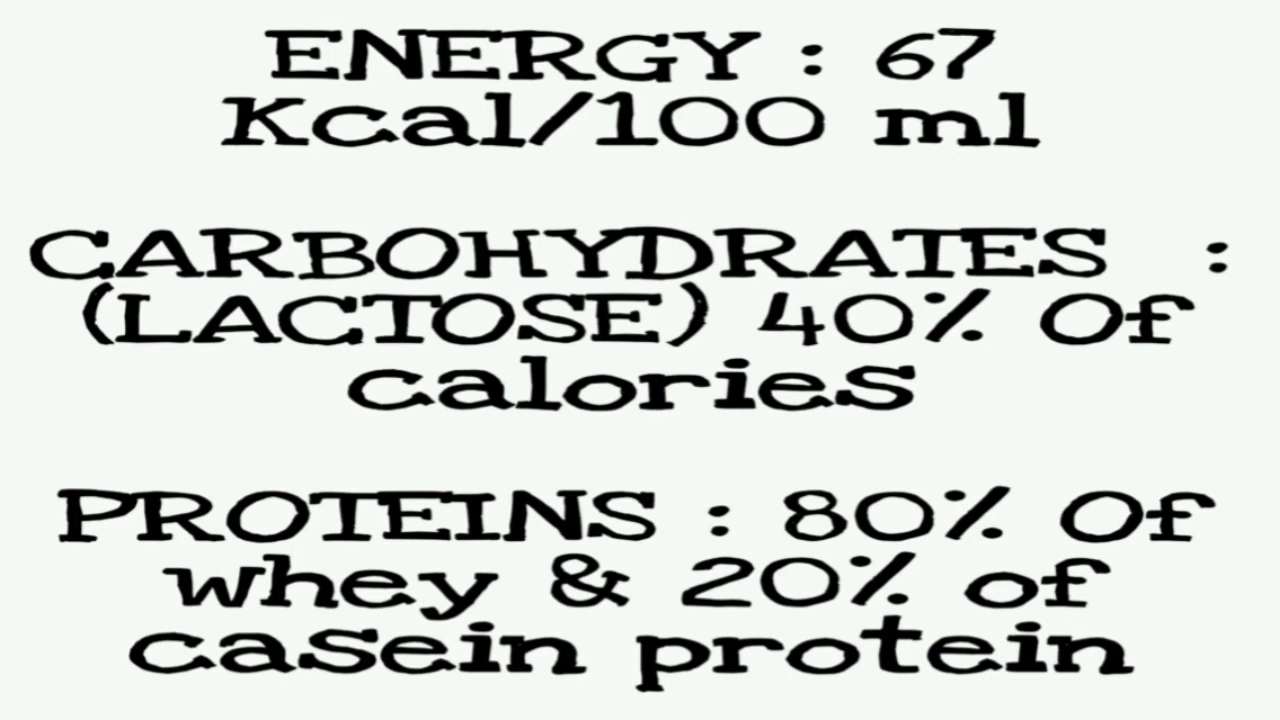 ENERGY : 67
Kcal/100 ml
CARBOHYDRATES :
(LACTOSE) 40% Of
calories
PROTEINS : 80% Of
whey & 20% of
casein protein